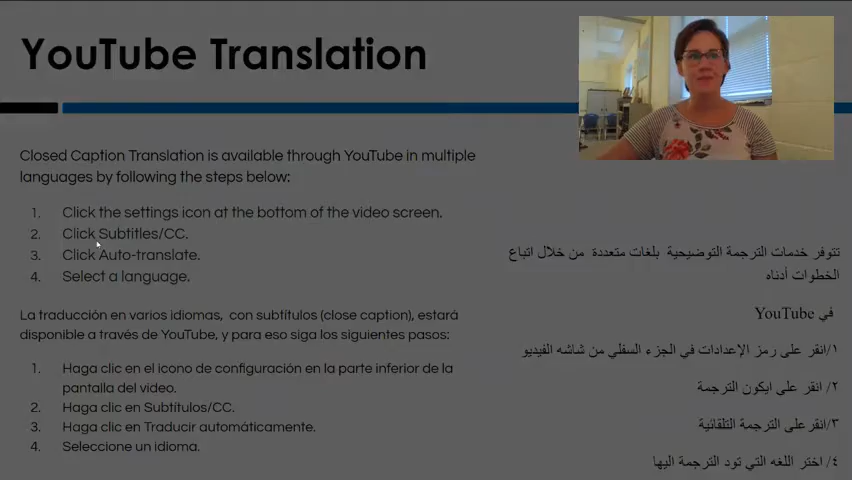 YouTube Translation
Closed Caption Translation is available through YouTube in multiple
languages by following the steps below:
1. Click the settings icon at the bottom of the video screen.
2. Click Subtitles/CC.
3. Click Auto-translate.
4. Select a language.
La traducción en varios idiomas, con subtítulos (close caption), estará
disponible a través de YouTube, y para eso siga los siguientes pasos:
1. Haga clic en el icono de configuración en la parte inferior de la
pantalla del video.
2. Haga clic en Subtítulos/CC.
3. Haga clic en Traducir automáticamente.
4. Seleccione un idioma.
تتوفر خدمات الترجمة التوضيحية بلغات متعددة من خلال اتباع
الخطوات أدناه
في YouTube
١/انقر على رمز الإعدادات في الجزء السفلي من شاشه الفيديو
٢/ انقر على ايكون الترجمة
٣/انقرعلى الترجمة التلقائية
٤/ اختر اللغه التي تود الترجمة اليها